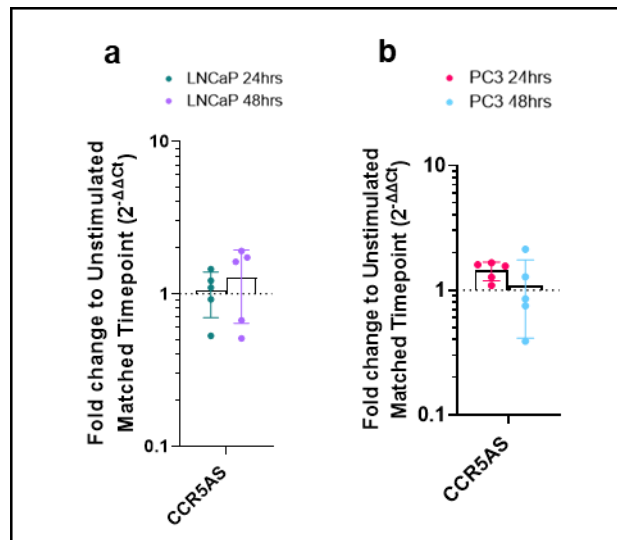 a
LNCaP 24hrs
LNCaP 48hrs
Fold change to Unstimulated
Matched Timepoint (2^-ΔΔCt)
10
1
0.1
CCR5AS
b
PC3 24hrs
PC3 48hrs
Fold change to Unstimulated
Matched Timepoint (2^-ΔΔCt)
10
1
0.1
CCR5AS